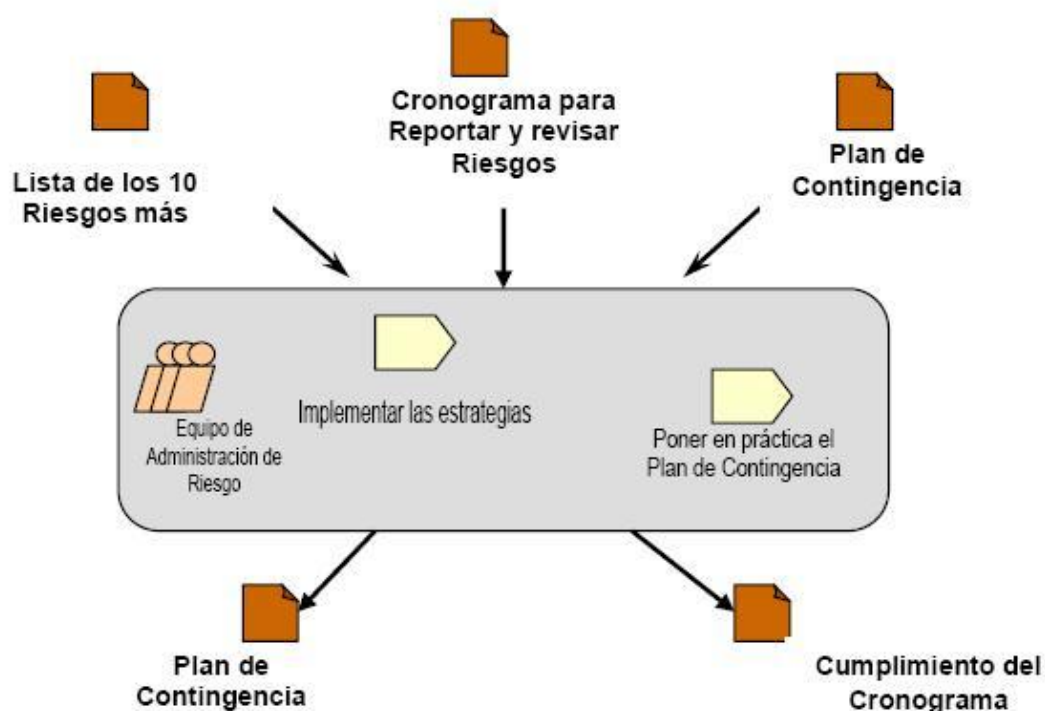 Cronograma para
Reportar y revisar
Riesgos
Lista de los 10
Riesgos más
Plan de
Contingencia
Implementar las estrategias
Equipo de
Administración de
Riesgo
Poner en práctica el
Plan de Contingencia
Plan de
Contingencia
Cumplimiento del
Cronograma